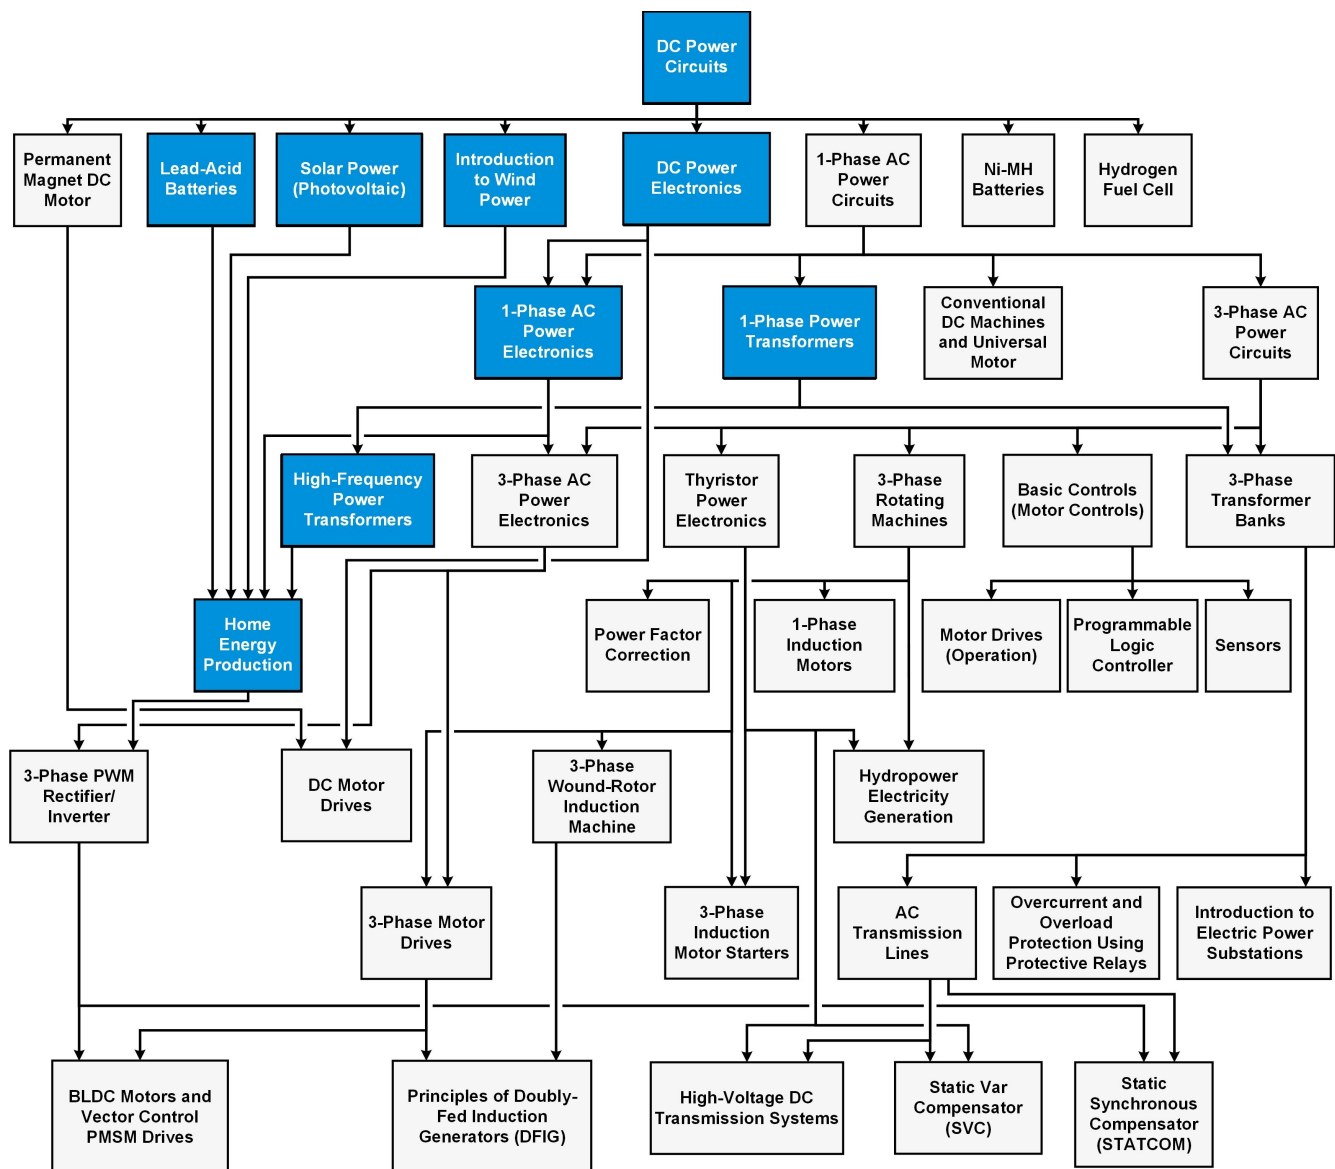 DC Power
Circuits
Permanent
Magnet DC
Motor
Lead-Acid
Batteries
Solar Power
(Photovoltaic)
Introduction
to Wind
Power
DC Power
Electronics
1-Phase AC
Power
Circuits
Ni-MH
Batteries
Hydrogen
Fuel Cell
1-Phase AC
Power
Electronics
1-Phase Power
Transformers
Conventional
DC Machines
and Universal
Motor
3-Phase AC
Power
Circuits
High-Frequency
Power
Transformers
3-Phase AC
Power
Electronics
Thyristor
Power
Electronics
3-Phase
Rotating
Machines
Basic Controls
(Motor Controls)
3-Phase
Transformer
Banks
Home
Energy
Production
Power Factor
Correction
1-Phase
Induction
Motors
Motor Drives
(Operation)
Programmable
Logic
Controller
Sensors
3-Phase PWM
Rectifier/
Inverter
DC Motor
Drives
3-Phase
Wound-Rotor
Induction
Machine
Hydropower
Electricity
Generation
3-Phase Motor
Drives
3-Phase
Induction
Motor Starters
AC
Transmission
Lines
Overcurrent and
Overload
Protection Using
Protective Relays
Introduction to
Electric Power
Substations
BLDC Motors and
Vector Control
PMSM Drives
Principles of Doubly-
Fed Induction
Generators (DFIG)
High-Voltage DC
Transmission Systems
Static Var
Compensator
(SVC)
Static
Synchronous
Compensator
(STATCOM)